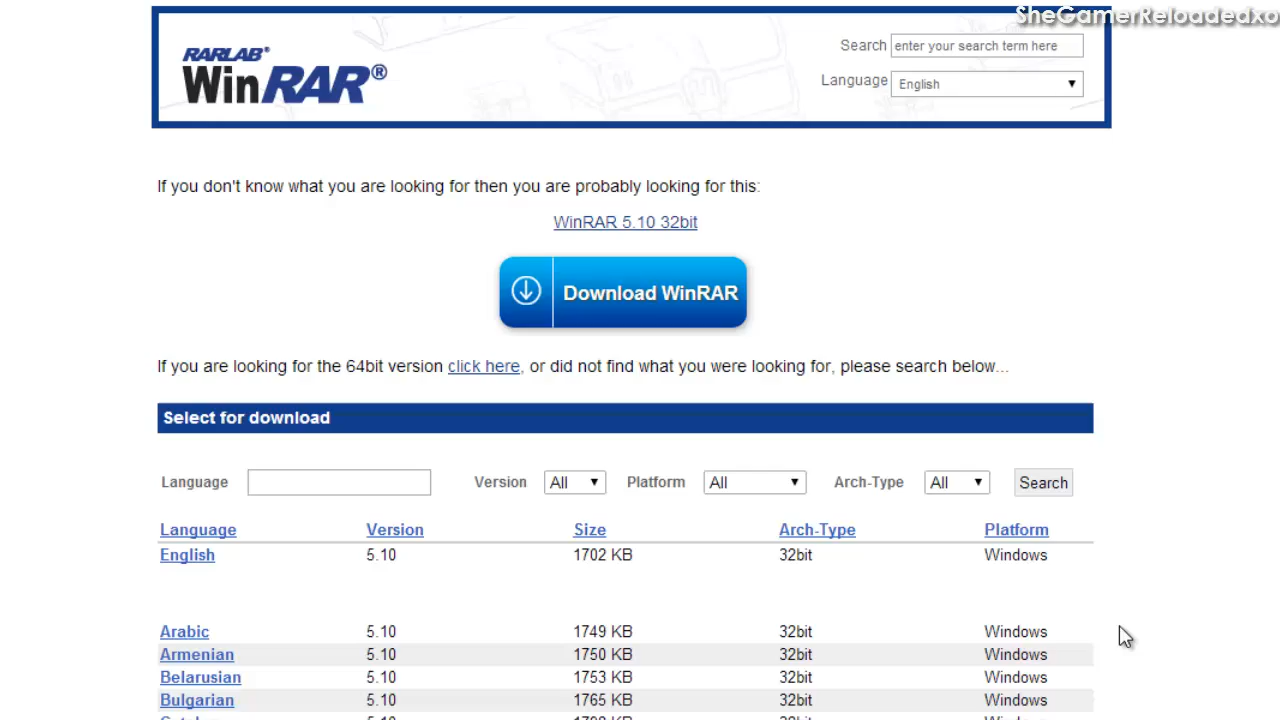 SheGamerReloadedxo
RARLAB®
WinRAR®
Search enter your search term here
Language English
If you don't know what you are looking for then you are probably looking for this:
WinRAR 5.10 32bit
Download WinRAR
If you are looking for the 64bit version click here, or did not find what you were looking for, please search below...
Select for download
Language Version All Platform All Arch-Type All Search
Language Version Size Arch-Type Platform
English 5.10 1702 KB 32bit Windows
Arabic 5.10 1749 KB 32bit Windows
Armenian 5.10 1750 KB 32bit Windows
Belarusian 5.10 1753 KB 32bit Windows
Bulgarian 5.10 1765 KB 32bit Windows